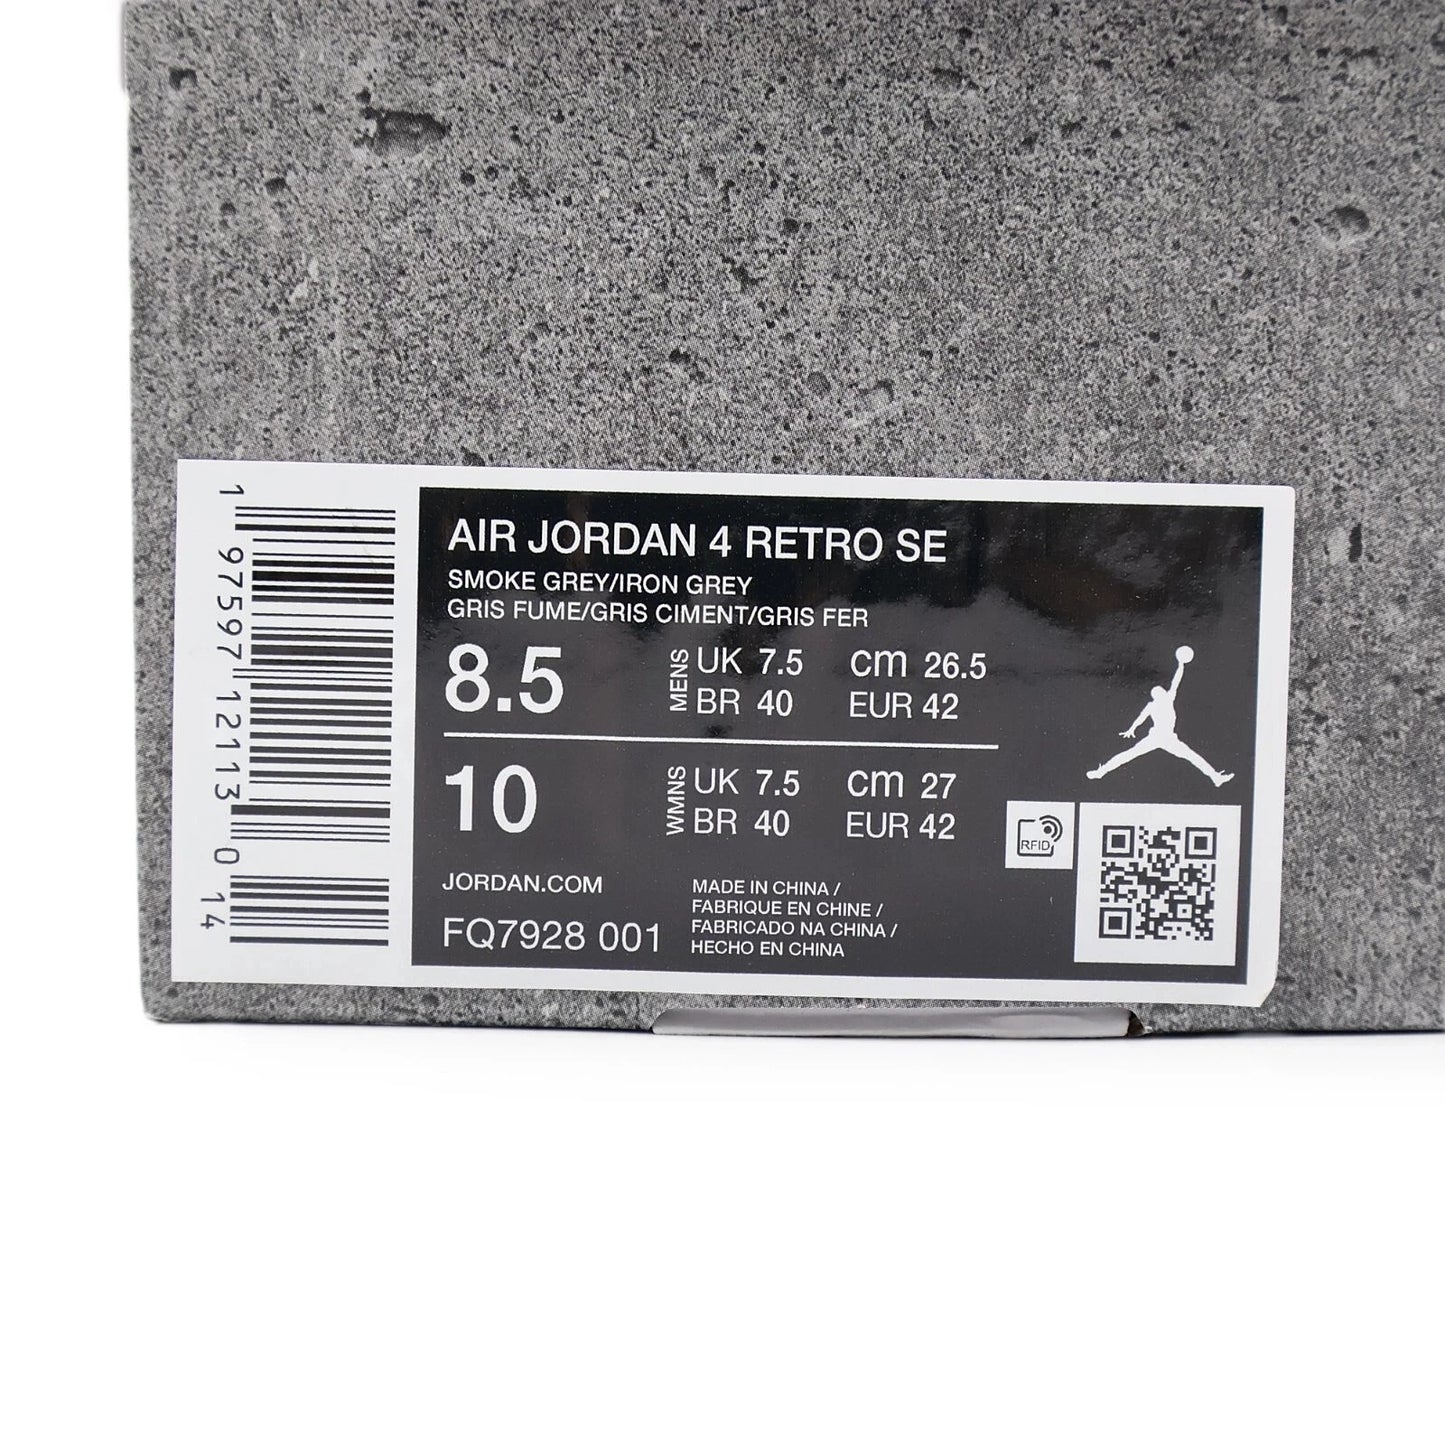 AIR JORDAN 4 RETRO SE
SMOKE GREY/IRON GREY
GRIS FUME/GRIS CIMENT/GRIS FER
8.5 MENS UK 7.5 cm 26.5
BR 40 EUR 42
10 WMNS UK 7.5 cm 27
BR 40 EUR 42
JORDAN.COM
FQ7928 001
MADE IN CHINA /
FABRIQUE EN CHINE /
FABRICADO NA CHINA /
HECHO EN CHINA
RFID
1 97597 12113 0 14